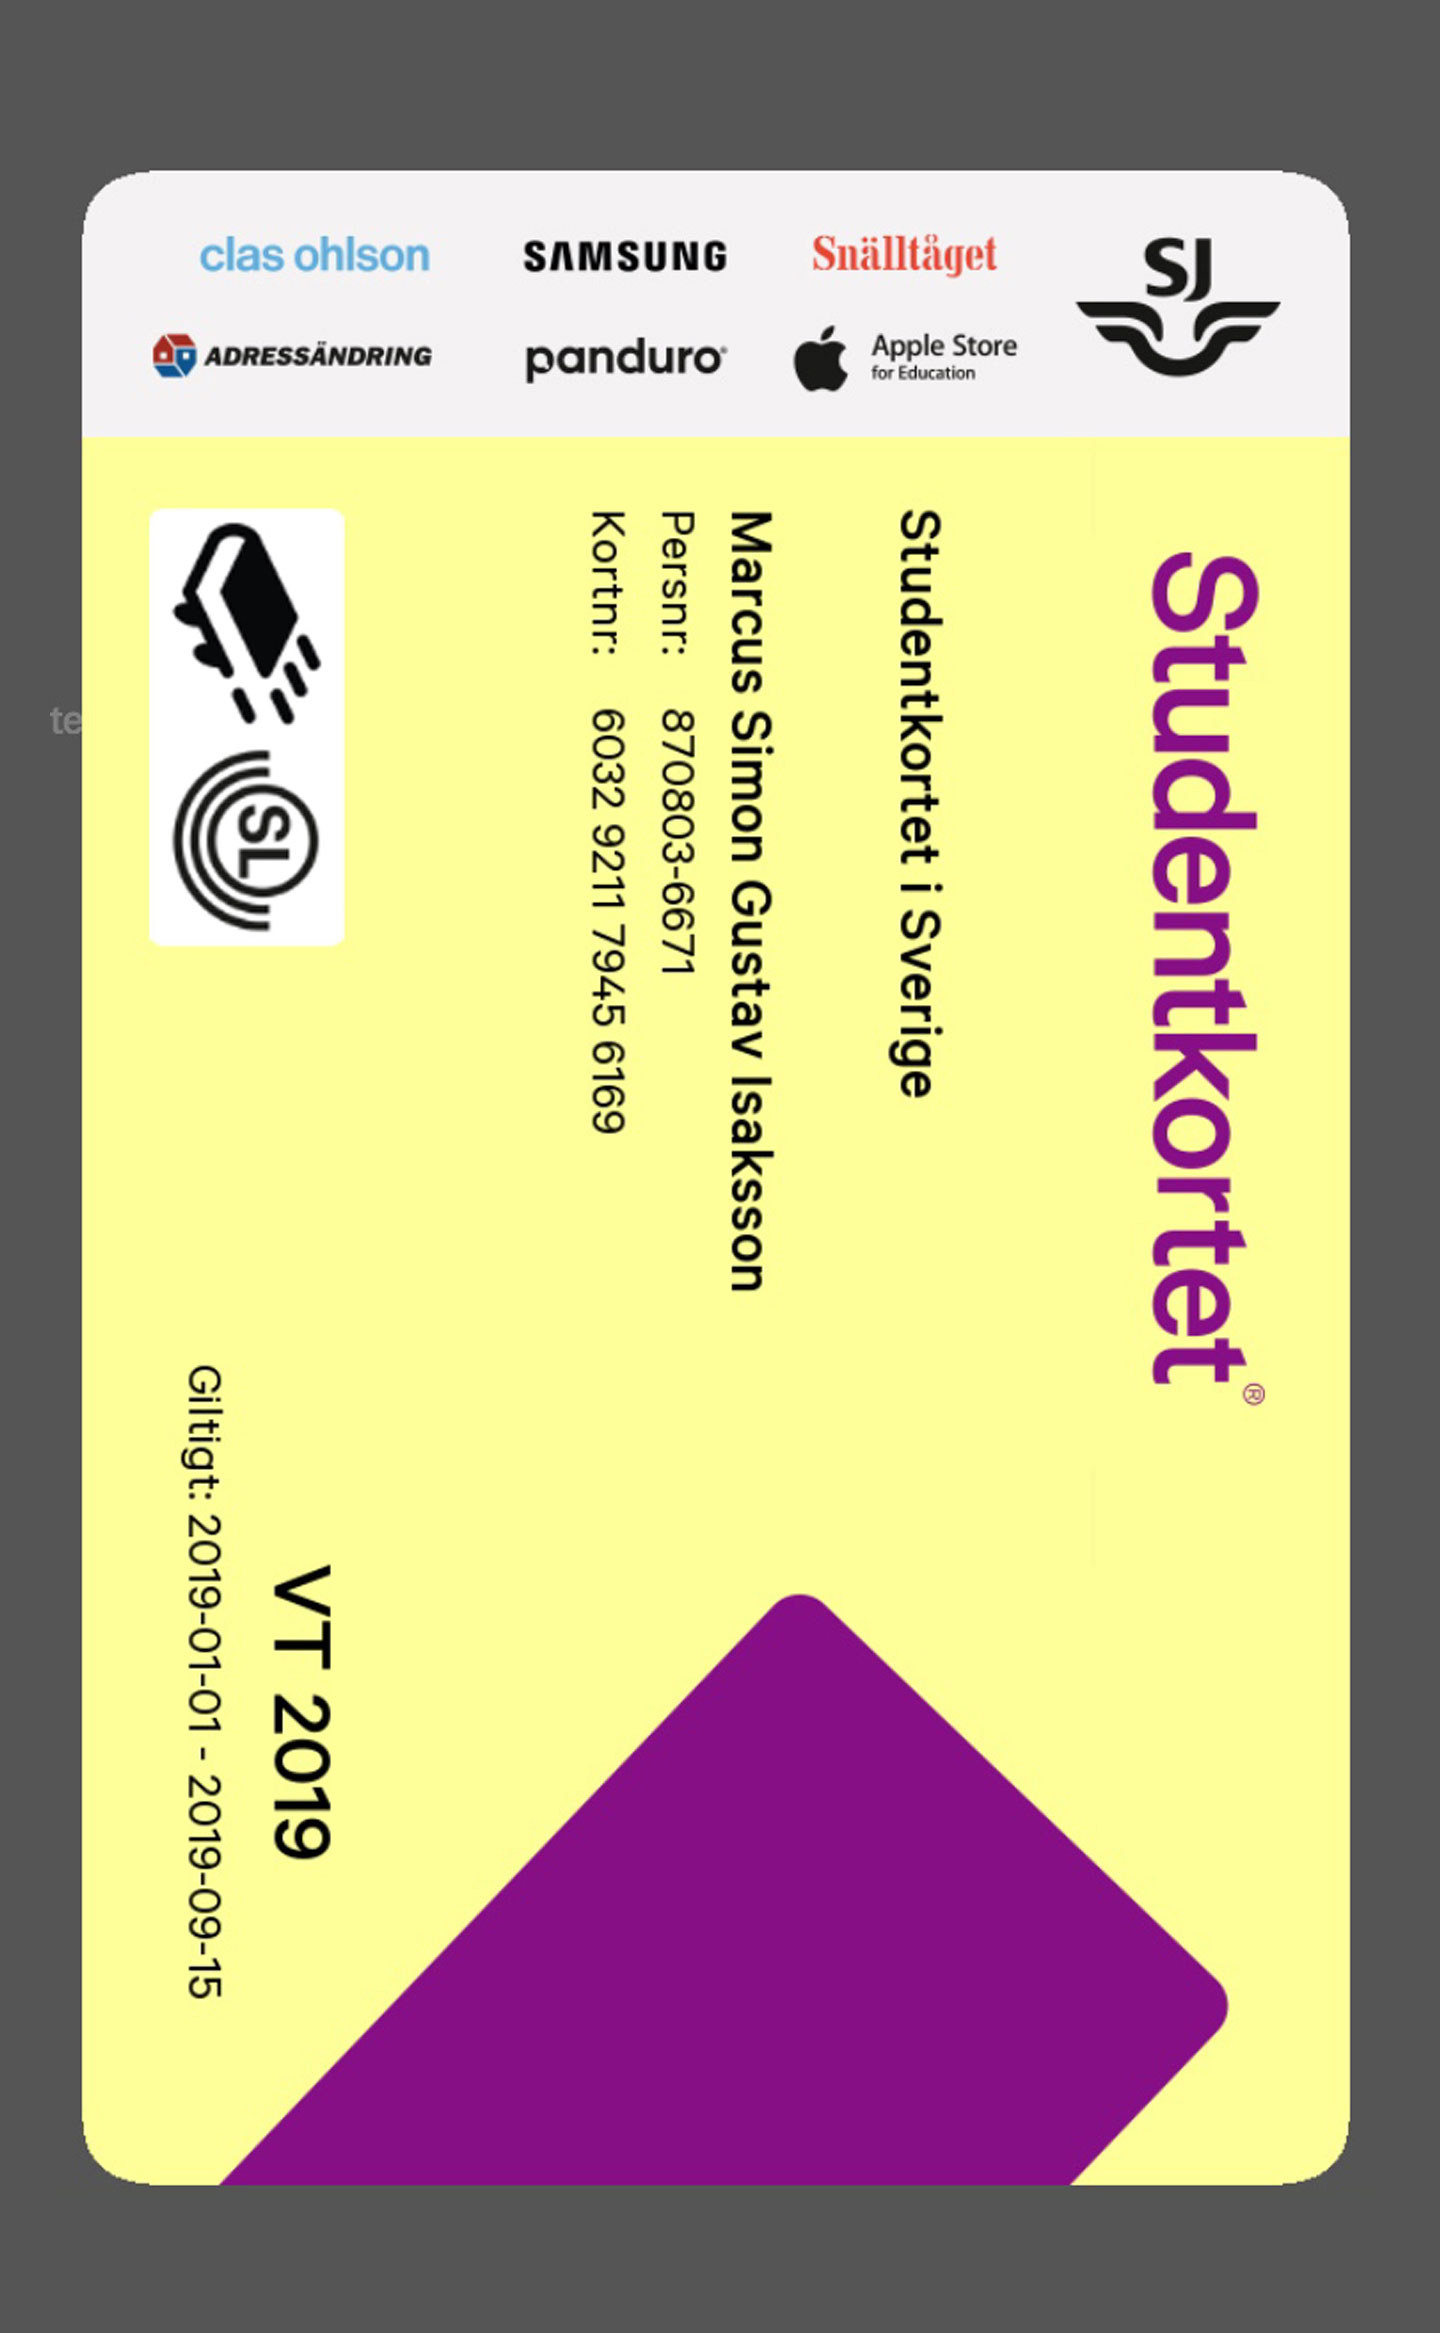 clas ohlson
SAMSUNG
Snälltåget
SJ
ADRESSÄNDRING
panduro
Apple Store
for Education
Studentkortet®
Studentkortet i Sverige
Marcus Simon Gustav Isaksson
Persnr: 870803-6671
Kortnr: 6032 9211 7945 6169
SL
VT 2019
Giltigt: 2019-01-01 - 2019-09-15
te